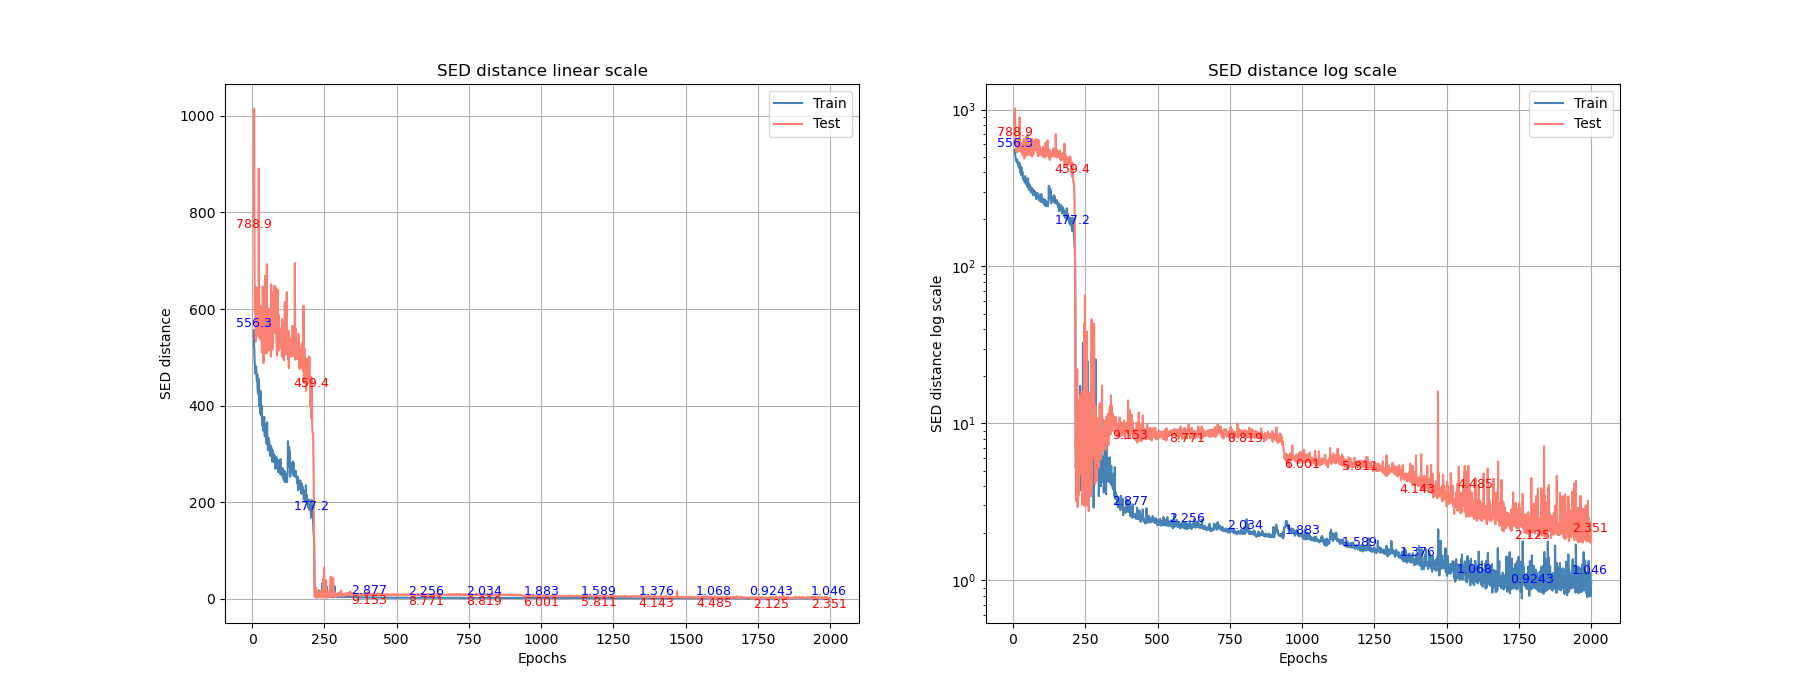 SED distance linear scale
SED distance
1000
800
600
400
200
0
788.9
556.3
459.4
177.2
2.877 2.256 2.034 1.883 1.589 1.376 1.068 0.9243 1.046
9.153 8.771 8.819 6.001 5.811 4.143 4.485 2.125 2.351
Train
Test
0 250 500 750 1000 1250 1500 1750 2000
Epochs
SED distance log scale
SED distance log scale
10³
10²
10¹
10⁰
788.9
556.3
459.4
177.2
9.153 8.771 8.819 6.001 5.811 4.143 4.485 2.125 2.351
2.877 2.256 2.034 1.883 1.589 1.376 1.068 0.9243 1.046
Train
Test
0 250 500 750 1000 1250 1500 1750 2000
Epochs